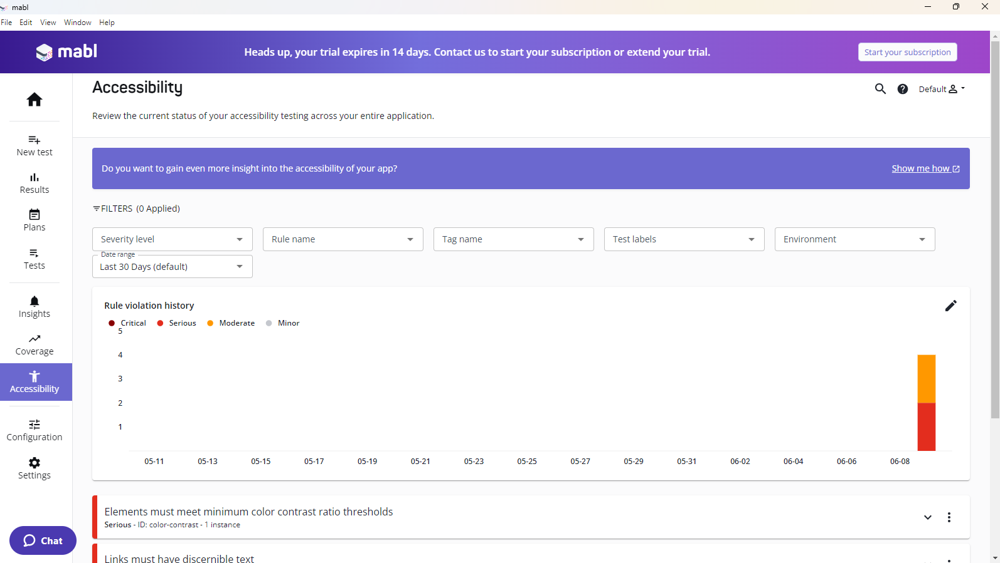 mabl
File Edit View Window Help
mabl
Heads up, your trial expires in 14 days. Contact us to start your subscription or extend your trial.
Start your subscription
Accessibility
Default
Review the current status of your accessibility testing across your entire application.
New test
Results
Plans
Tests
Insights
Coverage
Accessibility
Configuration
Settings
Chat
Do you want to gain even more insight into the accessibility of your app?
Show me how
FILTERS (0 Applied)
Severity level
Rule name
Tag name
Test labels
Environment
Date range
Last 30 Days (default)
Rule violation history
Critical Serious Moderate Minor
5
4
3
2
1
05-11 05-13 05-15 05-17 05-19 05-21 05-23 05-25 05-27 05-29 05-31 06-02 06-04 06-06 06-08
Elements must meet minimum color contrast ratio thresholds
Serious - ID: color-contrast - 1 instance
Links must have discernible text